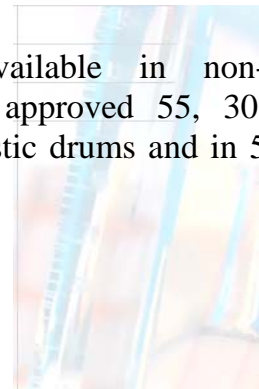 vailable in non-
approved 55, 30
stic drums and in 5